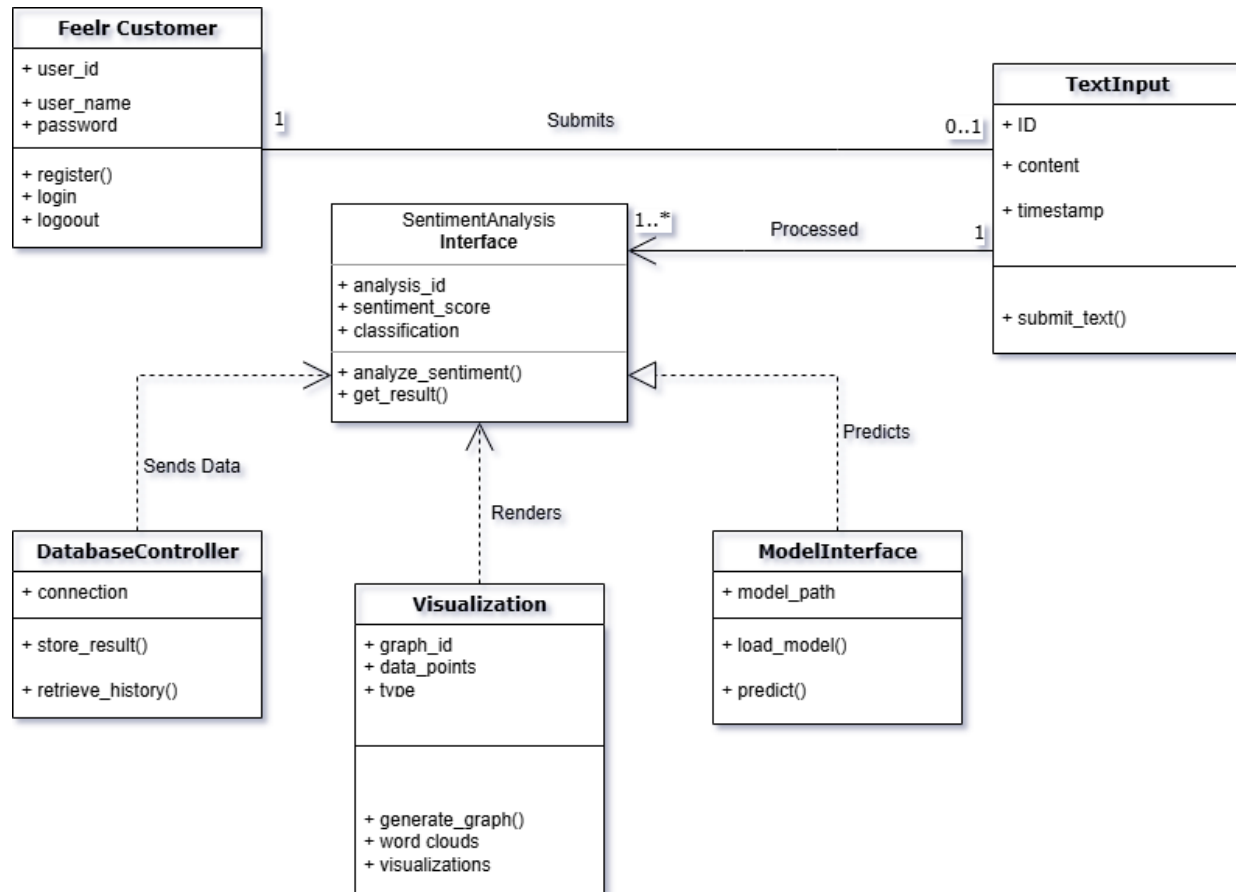 Feelr Customer
+ user_id
+ user_name
+ password
+ register()
+ login
+ logoout
1
Submits
0..1
TextInput
+ ID
+ content
+ timestamp
+ submit_text()
SentimentAnalysis
Interface
+ analysis_id
+ sentiment_score
+ classification
+ analyze_sentiment()
+ get_result()
1..*
Processed
1
Sends Data
Renders
Predicts
DatabaseController
+ connection
+ store_result()
+ retrieve_history()
Visualization
+ graph_id
+ data_points
+ type
+ generate_graph()
+ word clouds
+ visualizations
ModelInterface
+ model_path
+ load_model()
+ predict()